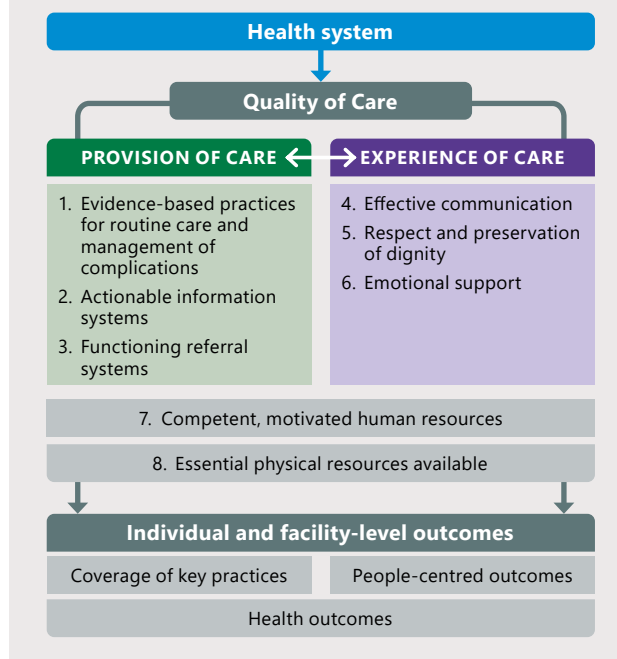 Health system
Quality of Care
PROVISION OF CARE
EXPERIENCE OF CARE
1. Evidence-based practices
for routine care and
management of
complications
2. Actionable information
systems
3. Functioning referral
systems
4. Effective communication
5. Respect and preservation
of dignity
6. Emotional support
7. Competent, motivated human resources
8. Essential physical resources available
Individual and facility-level outcomes
Coverage of key practices
People-centred outcomes
Health outcomes